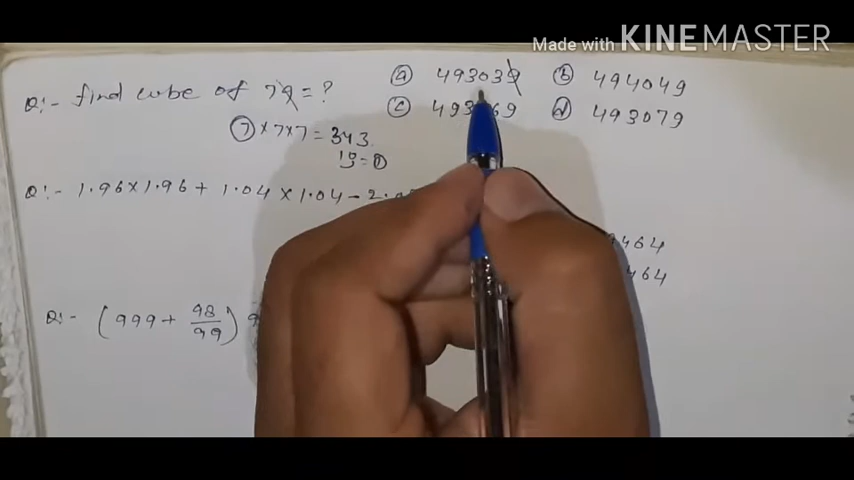 Made with KINEMASTER
Q:- find cube of 79 = ?
ⓐ 493039 ⓑ 494049
ⓒ 493 69 ⓓ 493079
⑦ × 7 × 7 = 343
Q:- 1.96 × 1.96 + 1.04 × 1.04 - 2.
464
464
Q:- (999 + 98/99)